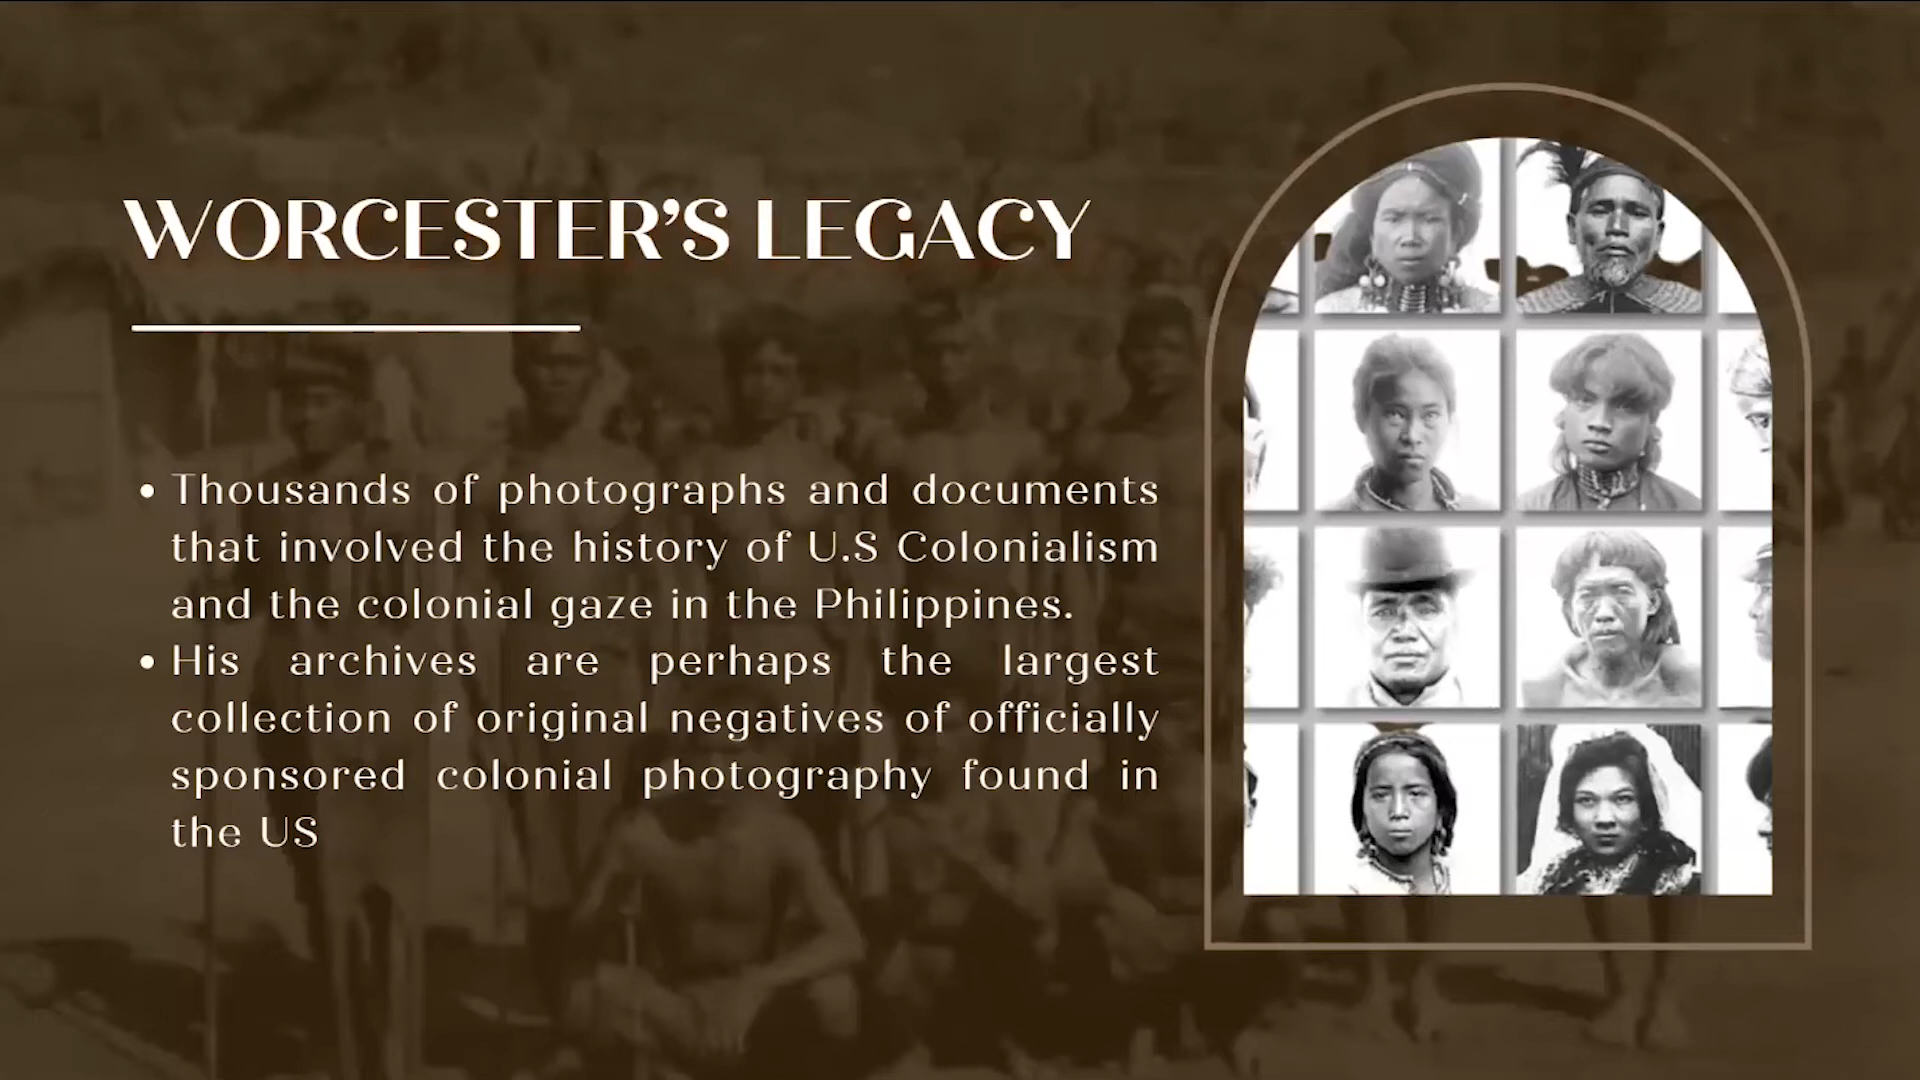 WORCESTER’S LEGACY
• Thousands of photographs and documents
that involved the history of U.S Colonialism
and the colonial gaze in the Philippines.
• His archives are perhaps the largest
collection of original negatives of officially
sponsored colonial photography found in
the US